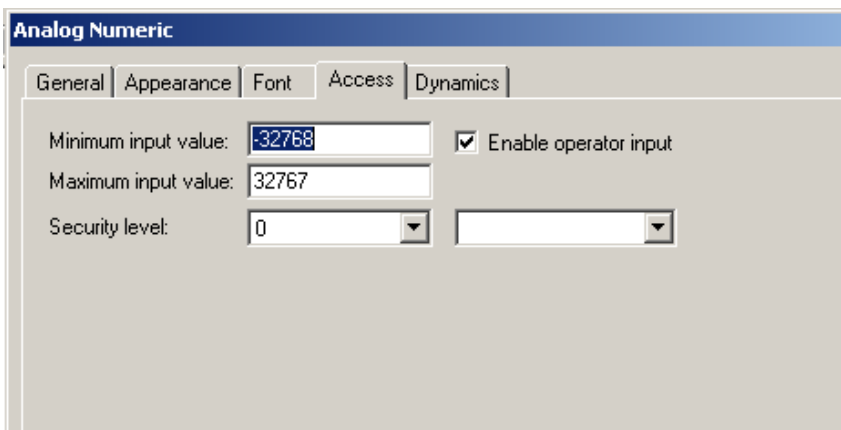 Analog Numeric
General Appearance Font Access Dynamics
Minimum input value: -32768 Enable operator input
Maximum input value: 32767
Security level: 0